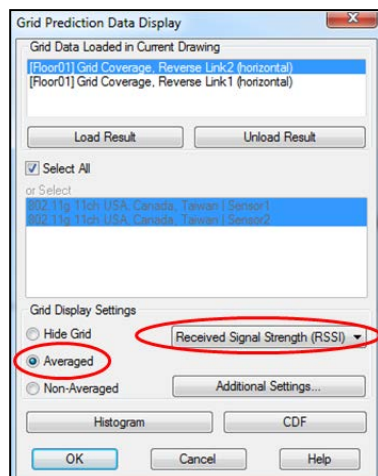 Grid Prediction Data Display
Grid Data Loaded in Current Drawing
[Floor01] Grid Coverage, Reverse Link2 (horizontal)
[Floor01] Grid Coverage, Reverse Link1 (horizontal)
Load Result Unload Result
Select All
or Select
802.11g 11ch USA, Canada, Taiwan | Sensor1
802.11g 11ch USA, Canada, Taiwan | Sensor2
Grid Display Settings
Hide Grid
Received Signal Strength (RSSI)
Averaged
Non-Averaged Additional Settings...
Histogram CDF
OK Cancel Help